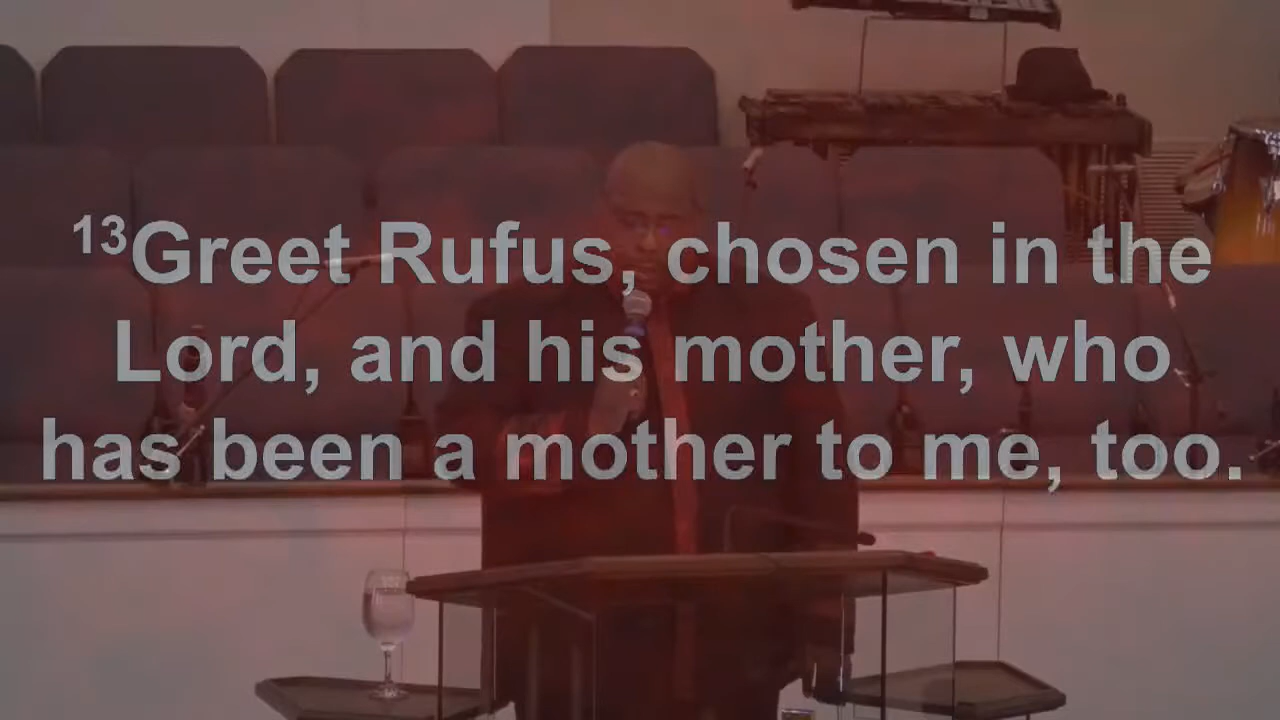 13Greet Rufus, chosen in the
Lord, and his mother, who
has been a mother to me, too.